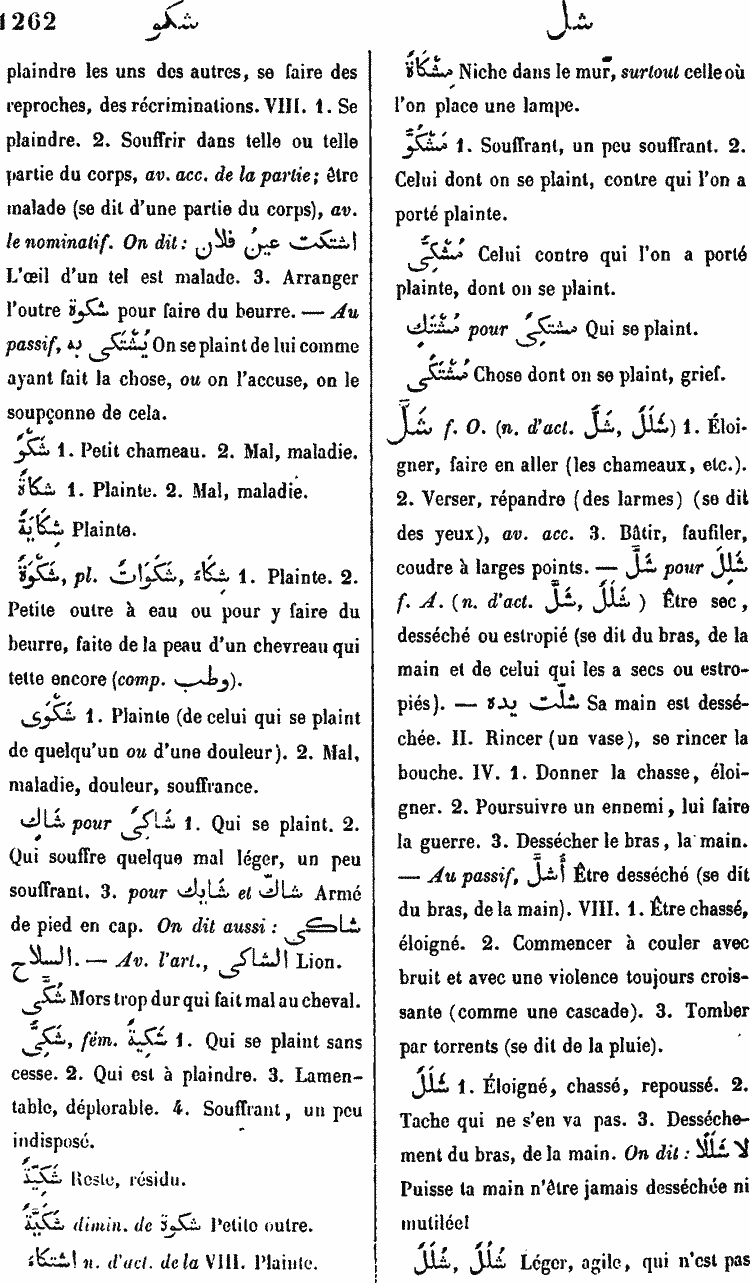 1262
شكو
شل
plaindre les uns des autres, se faire des
reproches, des récriminations. VIII. 1. Se
plaindre. 2. Souffrir dans telle ou telle
partie du corps, av. acc. de la partie; être
malade (se dit d'une partie du corps), av.
le nominatif. On dit: اشتكت عينُ فلان
L'œil d'un tel est malade. 3. Arranger
l'outre شكوة pour faire du beurre. — Au
passif, يُشْتَكى به On se plaint de lui comme
ayant fait la chose, ou on l'accuse, on le
soupçonne de cela.
شَكْوٌ 1. Petit chameau. 2. Mal, maladie.
شَكَاةٌ 1. Plainte. 2. Mal, maladie.
شِكَايَةٌ Plainte.
شَكْوَةٌ, pl. شَكَوَاتٌ, شِكَاءٌ 1. Plainte. 2.
Petite outre à eau ou pour y faire du
beurre, faite de la peau d'un chevreau qui
tette encore (comp. وطب).
شَكْوَى 1. Plainte (de celui qui se plaint
de quelqu'un ou d'une douleur). 2. Mal,
maladie, douleur, souffrance.
شَاكٍ pour شَاكِىٌ 1. Qui se plaint. 2.
Qui souffre quelque mal léger, un peu
souffrant. 3. pour شَايِك et شاكّ Armé
de pied en cap. On dit aussi: شاكى
السلاح. — Av. l'art., الشاكى Lion.
شُكَّى Mors trop dur qui fait mal au cheval.
شَكِىٌّ, fém. شَكِيةٌ 1. Qui se plaint sans
cesse. 2. Qui est à plaindre. 3. Lamen-
table, déplorable. 4. Souffrant, un peu
indisposé.
شَكِيَّةٌ Reste, résidu.
شُكَيَّةٌ dimin. de شكوة Petite outre.
اشتكاء n. d'act. de la VIII. Plainte.
مِشْكَاةٌ Niche dans le mur, surtout celle où
l'on place une lampe.
مَشْكُوٌّ 1. Souffrant, un peu souffrant. 2.
Celui dont on se plaint, contre qui l'on a
porté plainte.
مُشْكًى Celui contre qui l'on a porté
plainte, dont on se plaint.
مُشْتَكٍ pour مشتكِىٌ Qui se plaint.
مُشْتَكًى Chose dont on se plaint, grief.
شَلَّ f. O. (n. d'act. شَلٌّ, شَلَلٌ) 1. Éloi-
gner, faire en aller (les chameaux, etc.).
2. Verser, répandre (des larmes) (se dit
des yeux), av. acc. 3. Bâtir, faufiler,
coudre à larges points. — شَلَّ pour شَلِلَ
f. A. (n. d'act. شَلٌّ, شَلَلٌ) Être sec,
desséché ou estropié (se dit du bras, de la
main et de celui qui les a secs ou estro-
piés). — شلّت يده Sa main est dessé-
chée. II. Rincer (un vase), se rincer la
bouche. IV. 1. Donner la chasse, éloi-
gner. 2. Poursuivre un ennemi, lui faire
la guerre. 3. Dessécher le bras, la main.
— Au passif, أُشلّ Être desséché (se dit
du bras, de la main). VIII. 1. Être chassé,
éloigné. 2. Commencer à couler avec
bruit et avec une violence toujours crois-
sante (comme une cascade). 3. Tomber
par torrents (se dit de la pluie).
شَلَلٌ 1. Éloigné, chassé, repoussé. 2.
Tache qui ne s'en va pas. 3. Desséche-
ment du bras, de la main. On dit: لا شَلَلًا
Puisse ta main n'être jamais desséchée ni
mutilée!
شُلُلٌ, شُلَلٌ Léger, agile, qui n'est pas